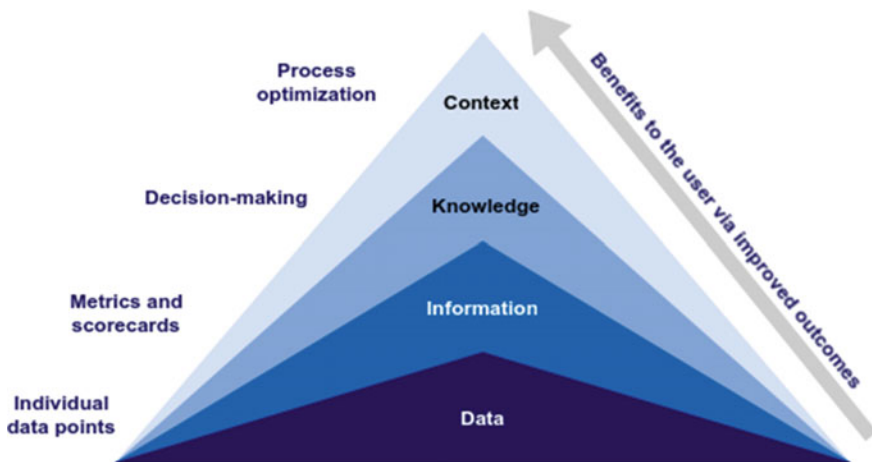 Process
optimization
Context
Decision-making
Knowledge
Metrics and
scorecards
Information
Individual
data points
Data
Benefits to the user via improved outcomes